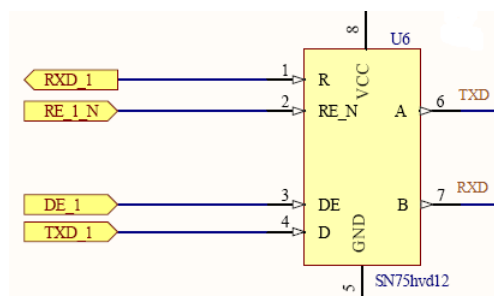 8
U6
RXD_1
1
R
VCC
RE_1_N
2
RE_N
A
6
TXD
DE_1
3
DE
B
7
RXD
TXD_1
4
D
GND
5
SN75hvd12